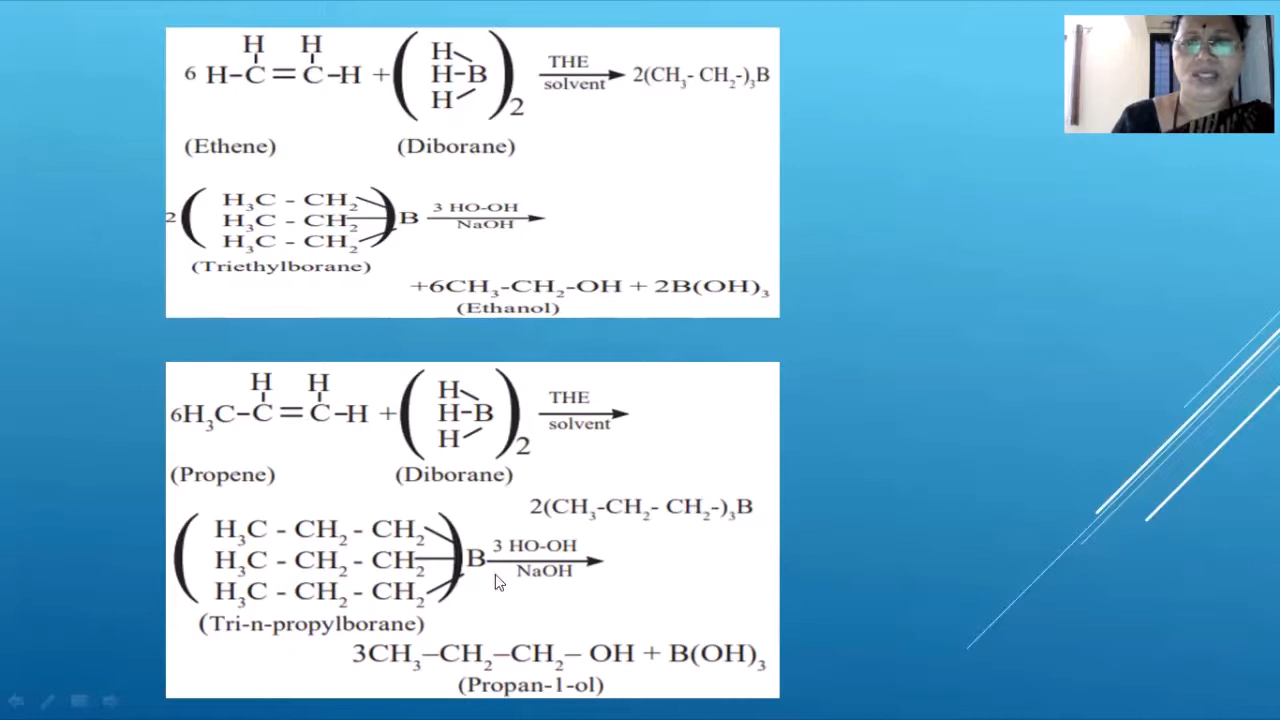 H H
6 H–C=C–H + (H H–B H)₂ THE solvent 2(CH₃- CH₂-)₃B
(Ethene) (Diborane)
2(H₃C - CH₂
H₃C - CH₂
H₃C - CH₂)B 3 HO-OH NaOH
(Triethylborane)
+6CH₃-CH₂-OH + 2B(OH)₃
(Ethanol)
H H
6H₃C–C=C–H + (H H–B H)₂ THE solvent
(Propene) (Diborane)
2(CH₃-CH₂- CH₂-)₃B
(H₃C - CH₂ - CH₂
H₃C - CH₂ - CH₂
H₃C - CH₂ - CH₂)B 3 HO-OH NaOH
(Tri-n-propylborane)
3CH₃–CH₂–CH₂– OH + B(OH)₃
(Propan-1-ol)